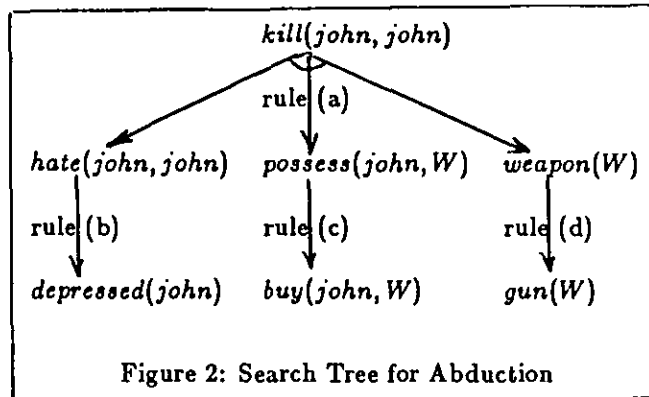 kill(john, john)
rule (a)
hate(john, john) possess(john, W) weapon(W)
rule (b) rule (c) rule (d)
depressed(john) buy(john, W) gun(W)
Figure 2: Search Tree for Abduction